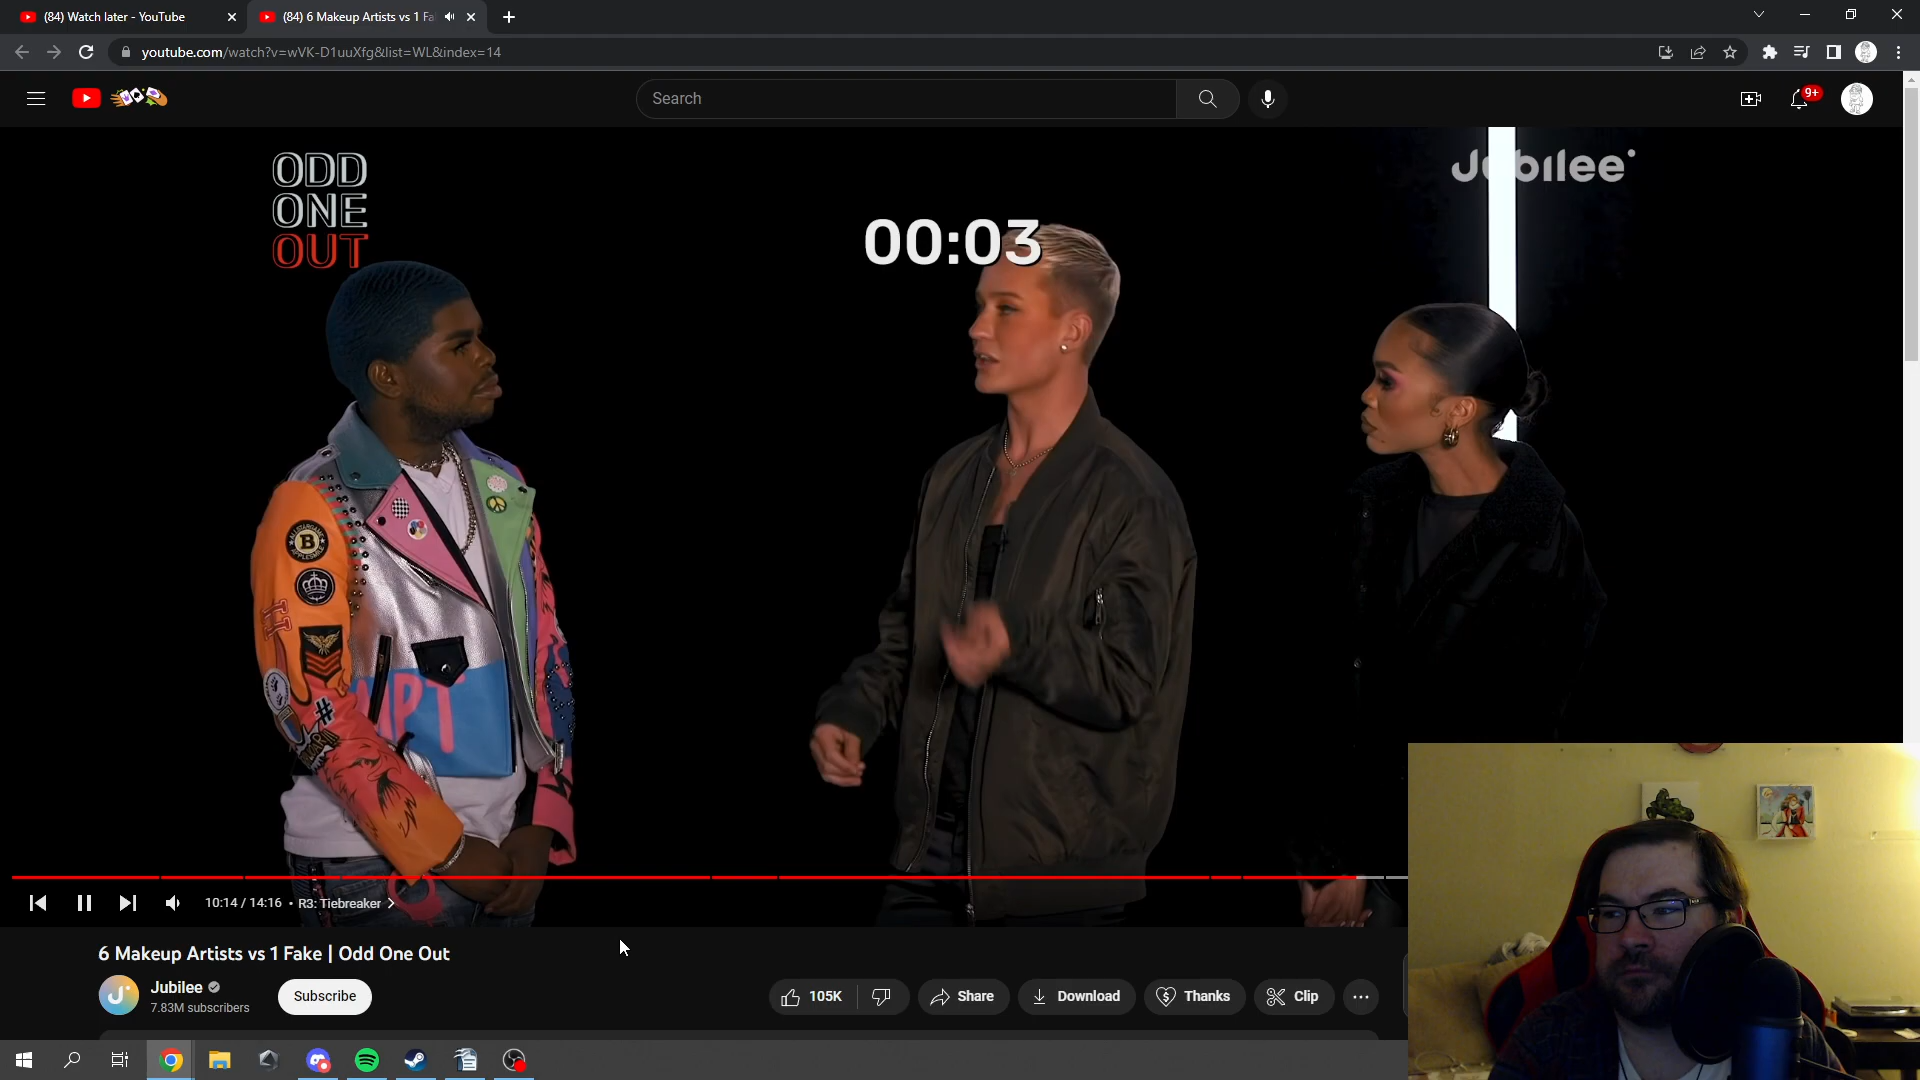 (84) Watch later - YouTube
(84) 6 Makeup Artists vs 1 Fa
youtube.com/watch?v=wVK-D1uuXfg&list=WL&index=14
Search
9+
ODD
ONE
OUT
Jubilee
00:03
B
#
MPT
10:14 / 14:16 • R3: Tiebreaker
6 Makeup Artists vs 1 Fake | Odd One Out
Jubilee
7.83M subscribers
Subscribe
105K
Share
Download
Thanks
Clip